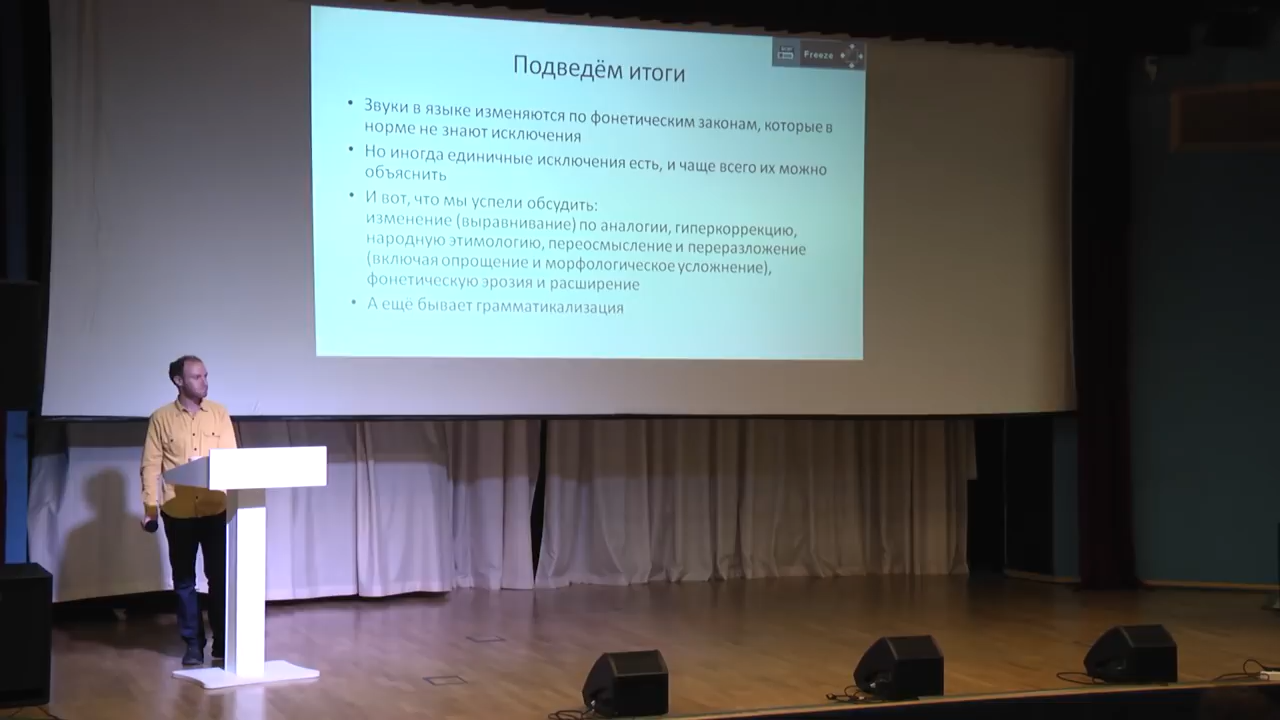 Freeze
Подведём итоги
• Звуки в языке изменяются по фонетическим законам, которые в
норме не знают исключения
• Но иногда единичные исключения есть, и чаще всего их можно
объяснить
• И вот, что мы успели обсудить:
изменение (выравнивание) по аналогии, гиперкоррекцию,
народную этимологию, переосмысление и переразложение
(включая опрощение и морфологическое усложнение),
фонетическую эрозия и расширение
• А ещё бывает грамматикализация